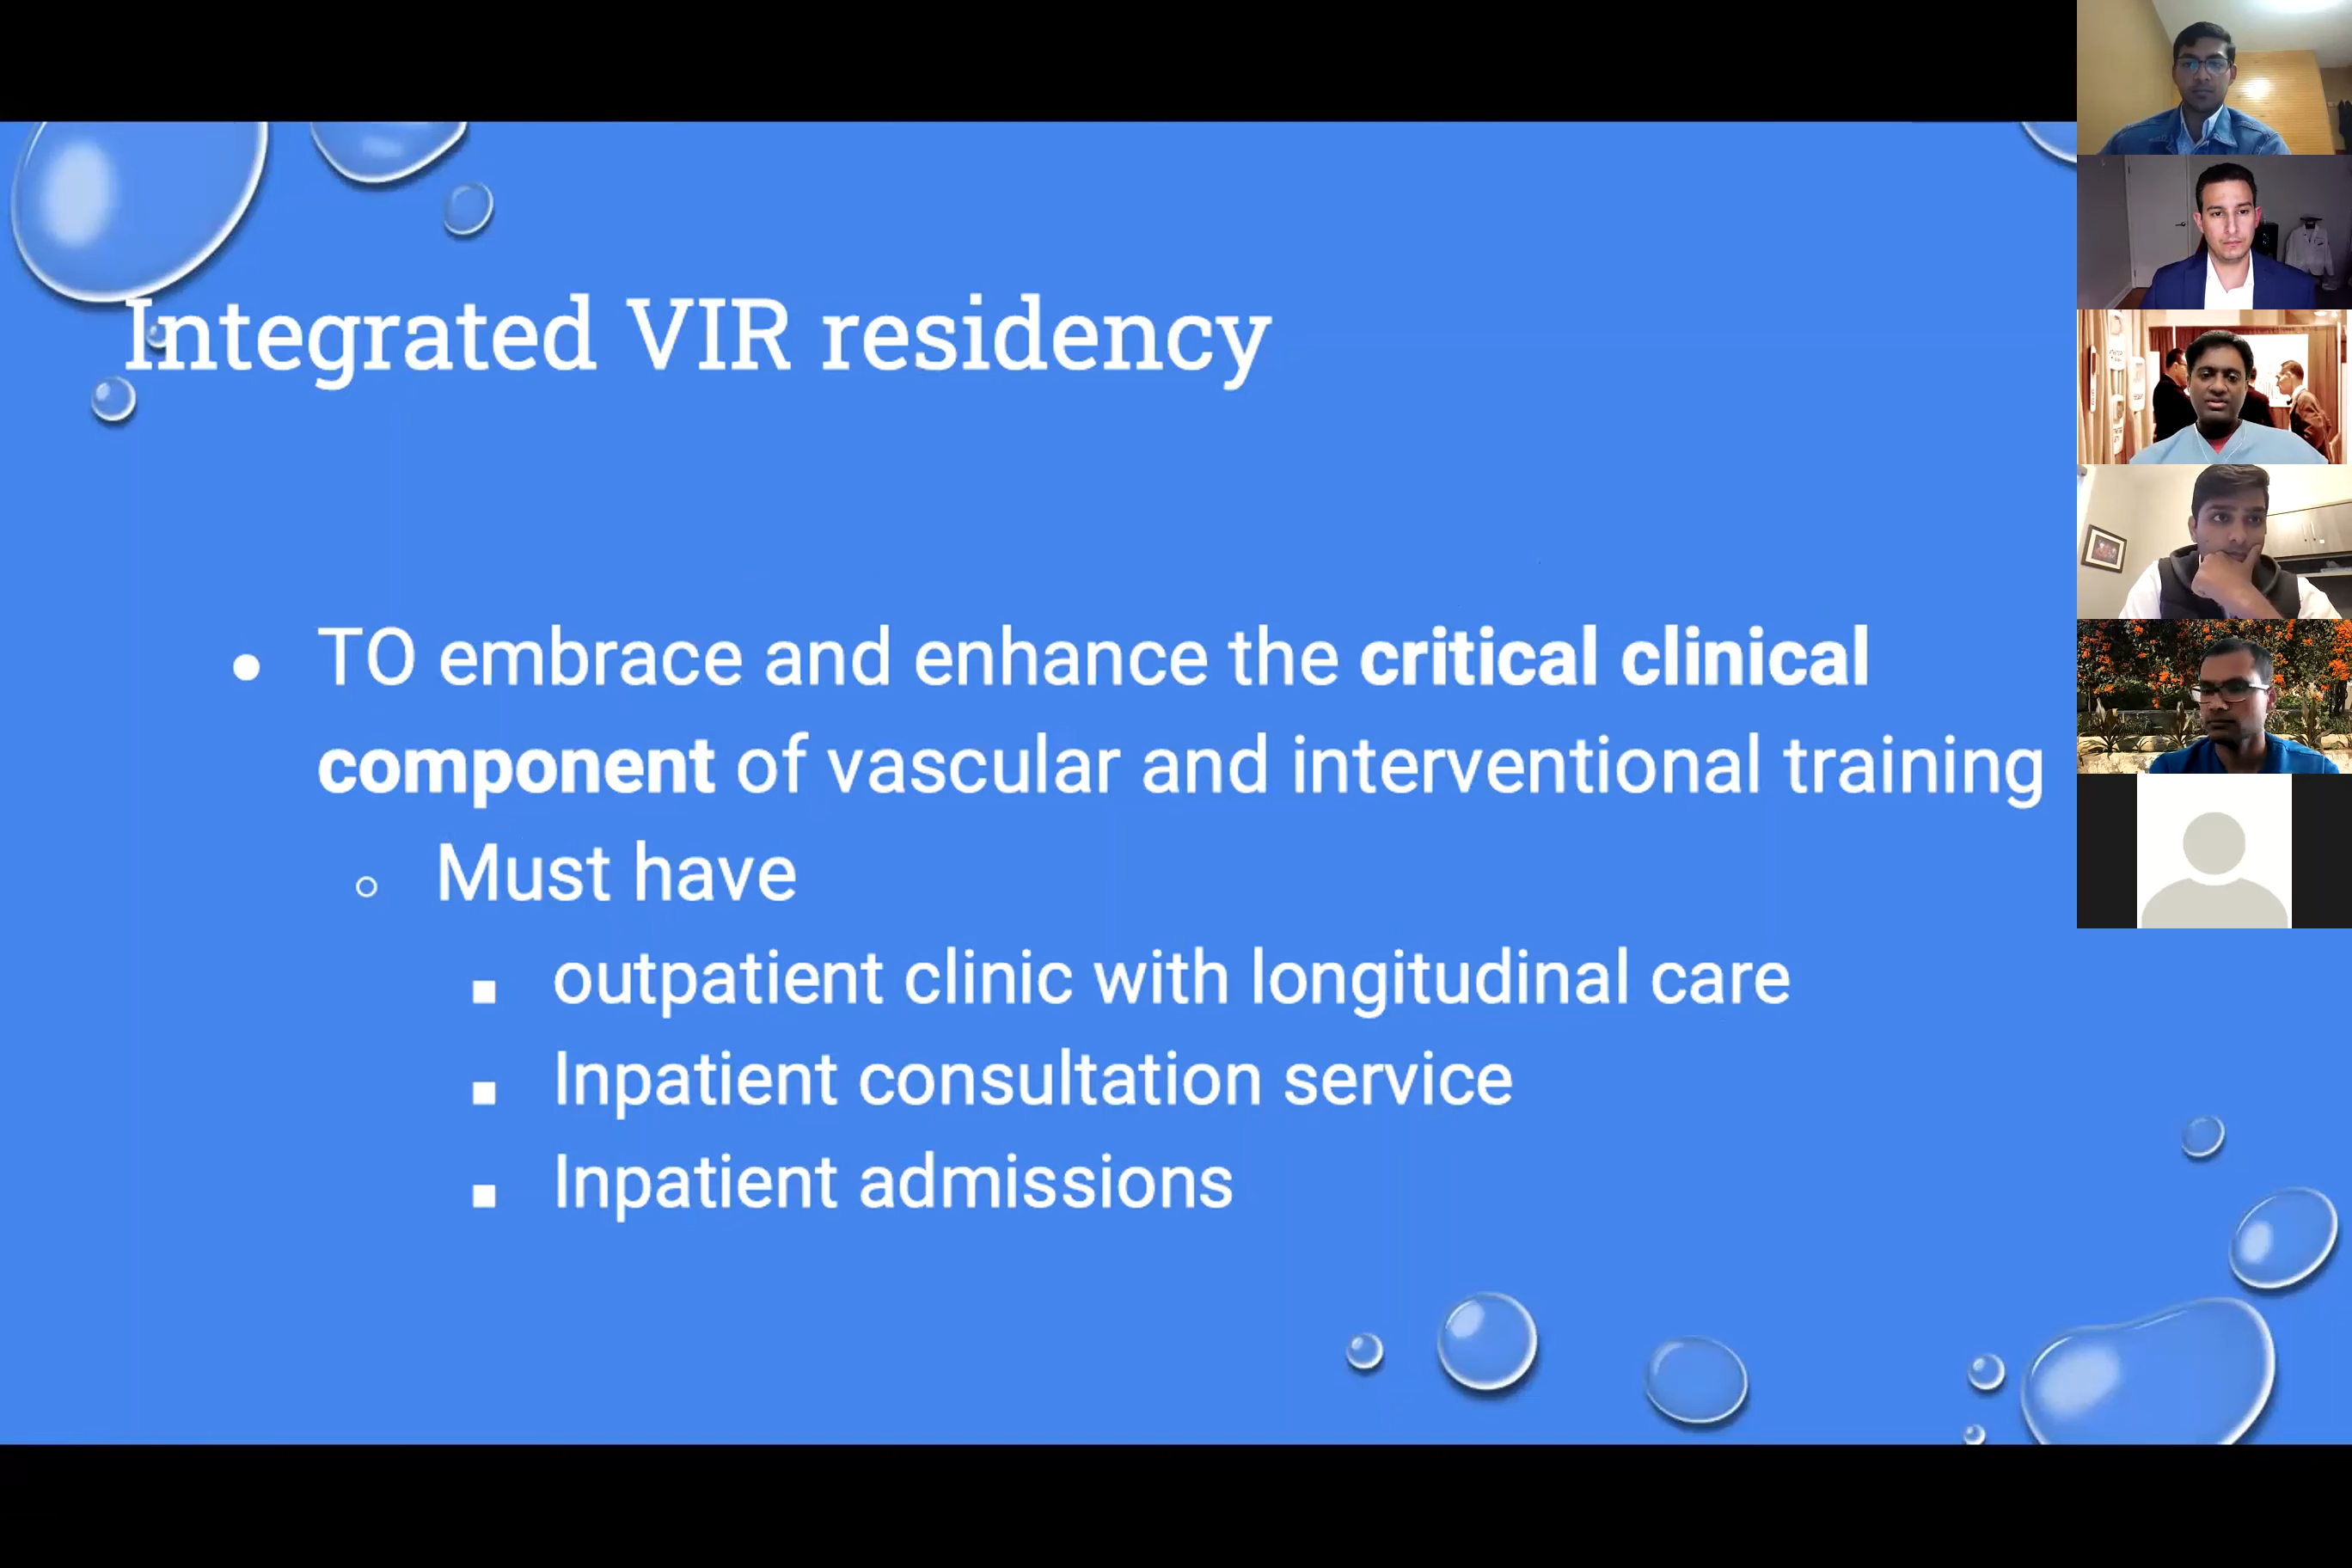 Integrated VIR residency
● TO embrace and enhance the critical clinical
component of vascular and interventional training
○ Must have
■ outpatient clinic with longitudinal care
■ Inpatient consultation service
■ Inpatient admissions